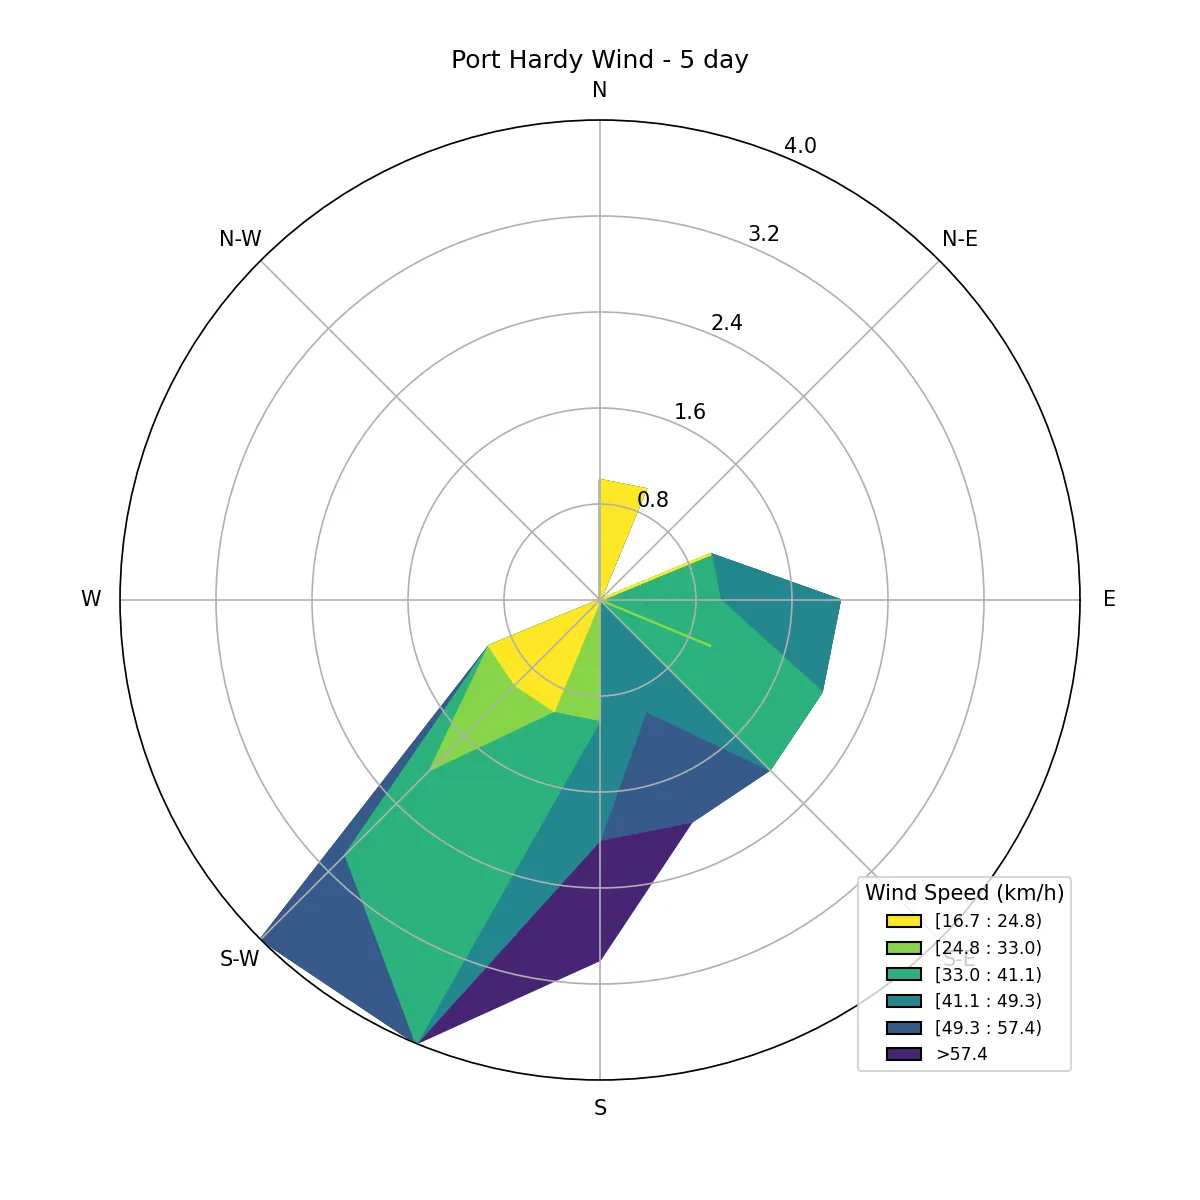 Port Hardy Wind - 5 day
N
4.0
N-W
3.2
N-E
2.4
1.6
0.8
W
E
Wind Speed (km/h)
[16.7 : 24.8)
[24.8 : 33.0)
S-W
S-E
[33.0 : 41.1)
[41.1 : 49.3)
[49.3 : 57.4)
>57.4
S